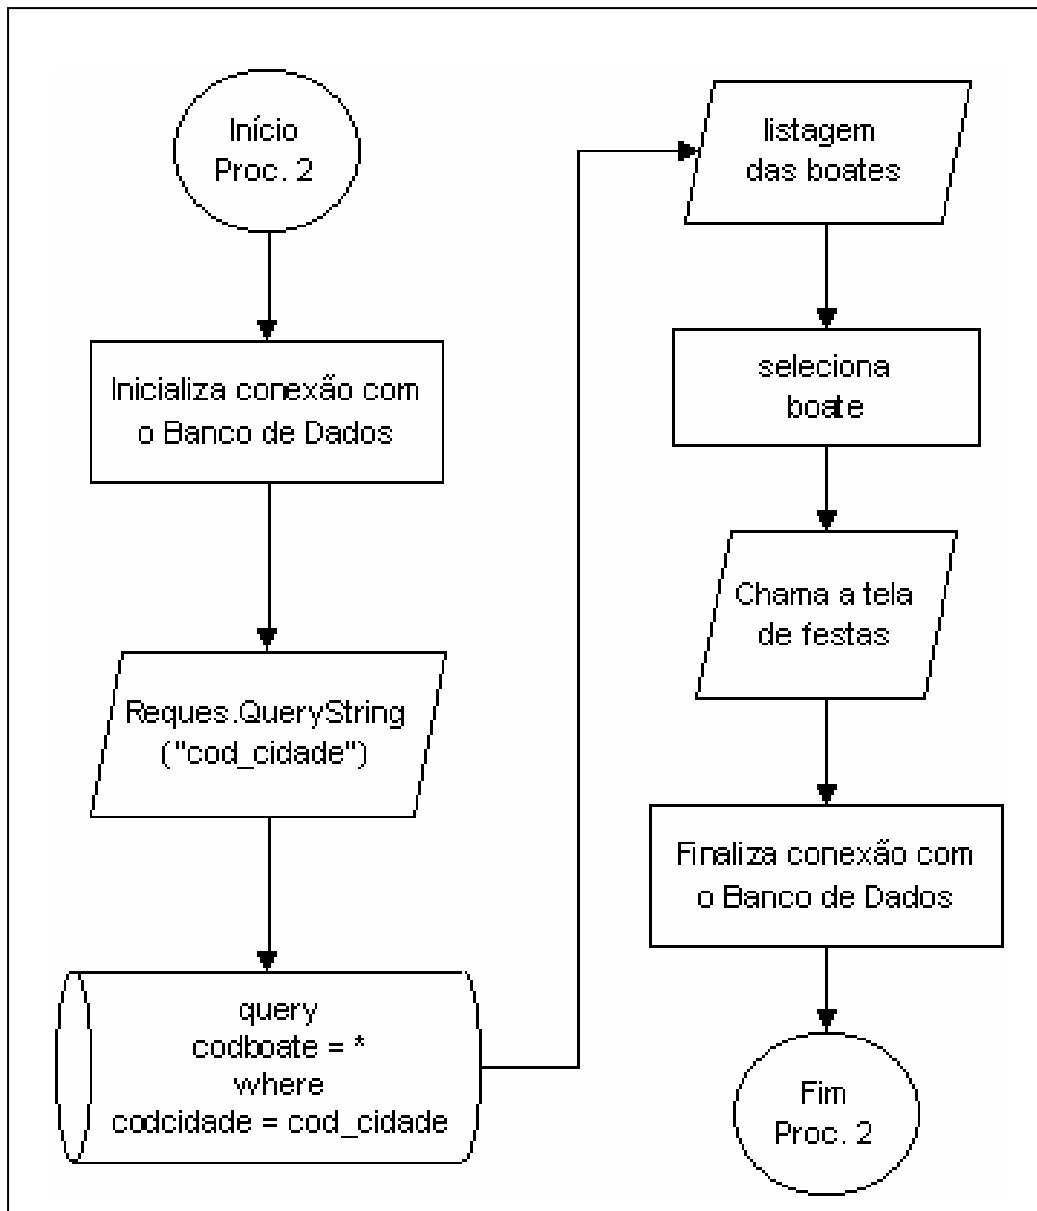 Início
Proc. 2
Inicializa conexão com
o Banco de Dados
Reques.QueryString
("cod_cidade")
query
codboate = *
where
codcidade = cod_cidade
listagem
das boates
seleciona
boate
Chama a tela
de festas
Finaliza conexão com
o Banco de Dados
Fim
Proc. 2